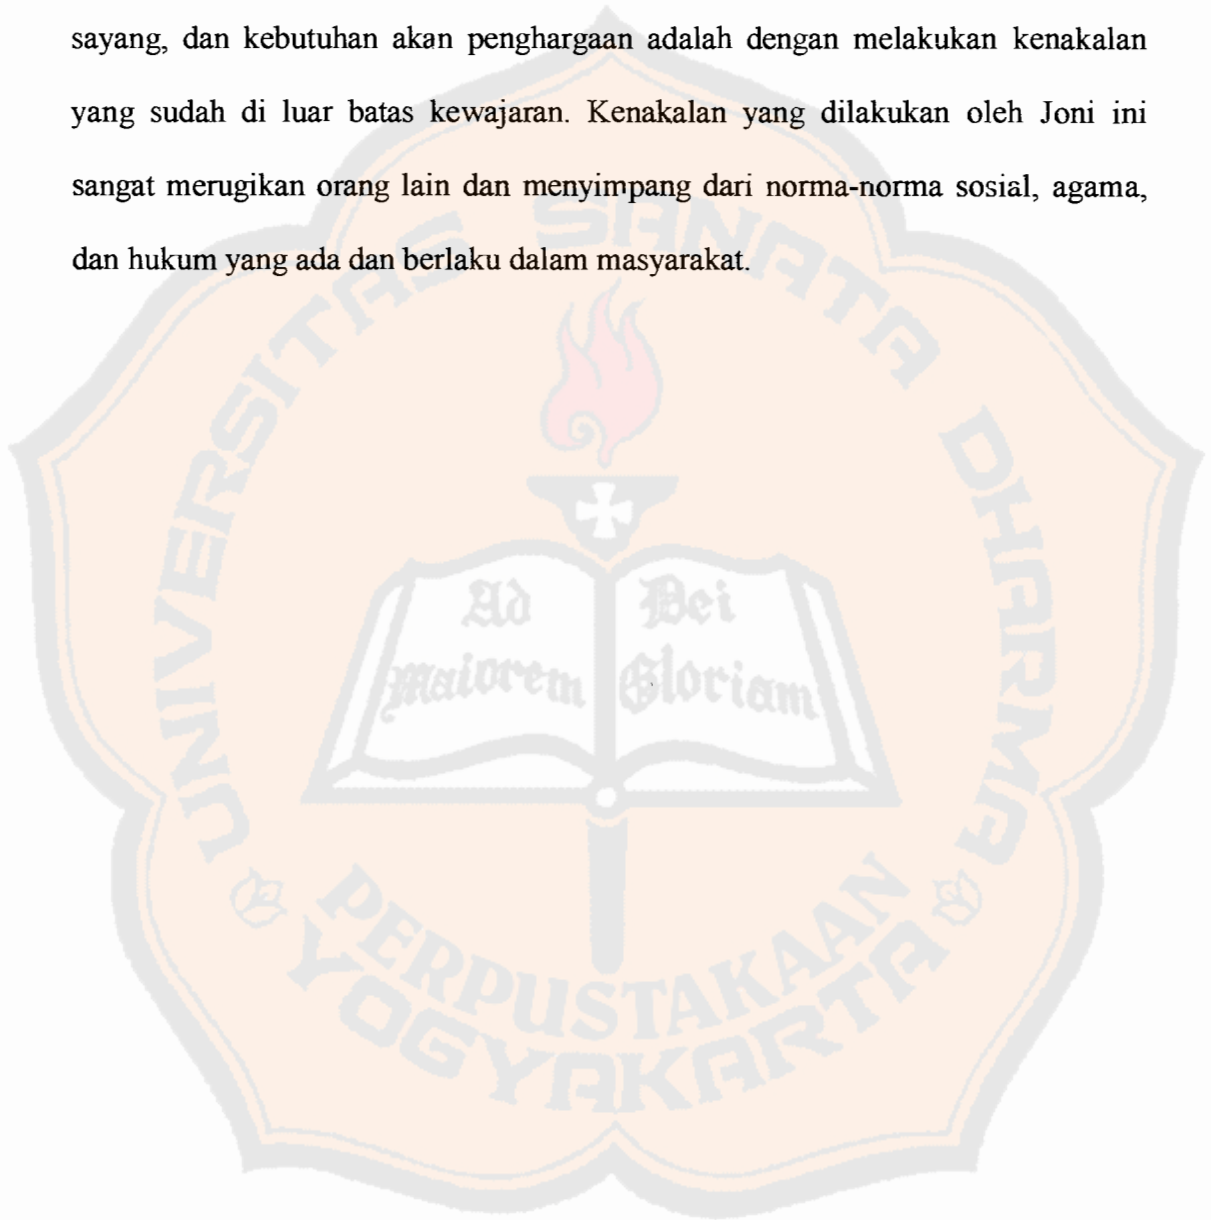 sayang, dan kebutuhan akan penghargaan adalah dengan melakukan kenakalan
yang sudah di luar batas kewajaran. Kenakalan yang dilakukan oleh Joni ini
sangat merugikan orang lain dan menyimpang dari norma-norma sosial, agama,
dan hukum yang ada dan berlaku dalam masyarakat.
UNIVERSITAS SANATA DHARMA
Ad Dei
Maiorem Gloriam
PERPUSTAKAAN
YOGYAKARTA